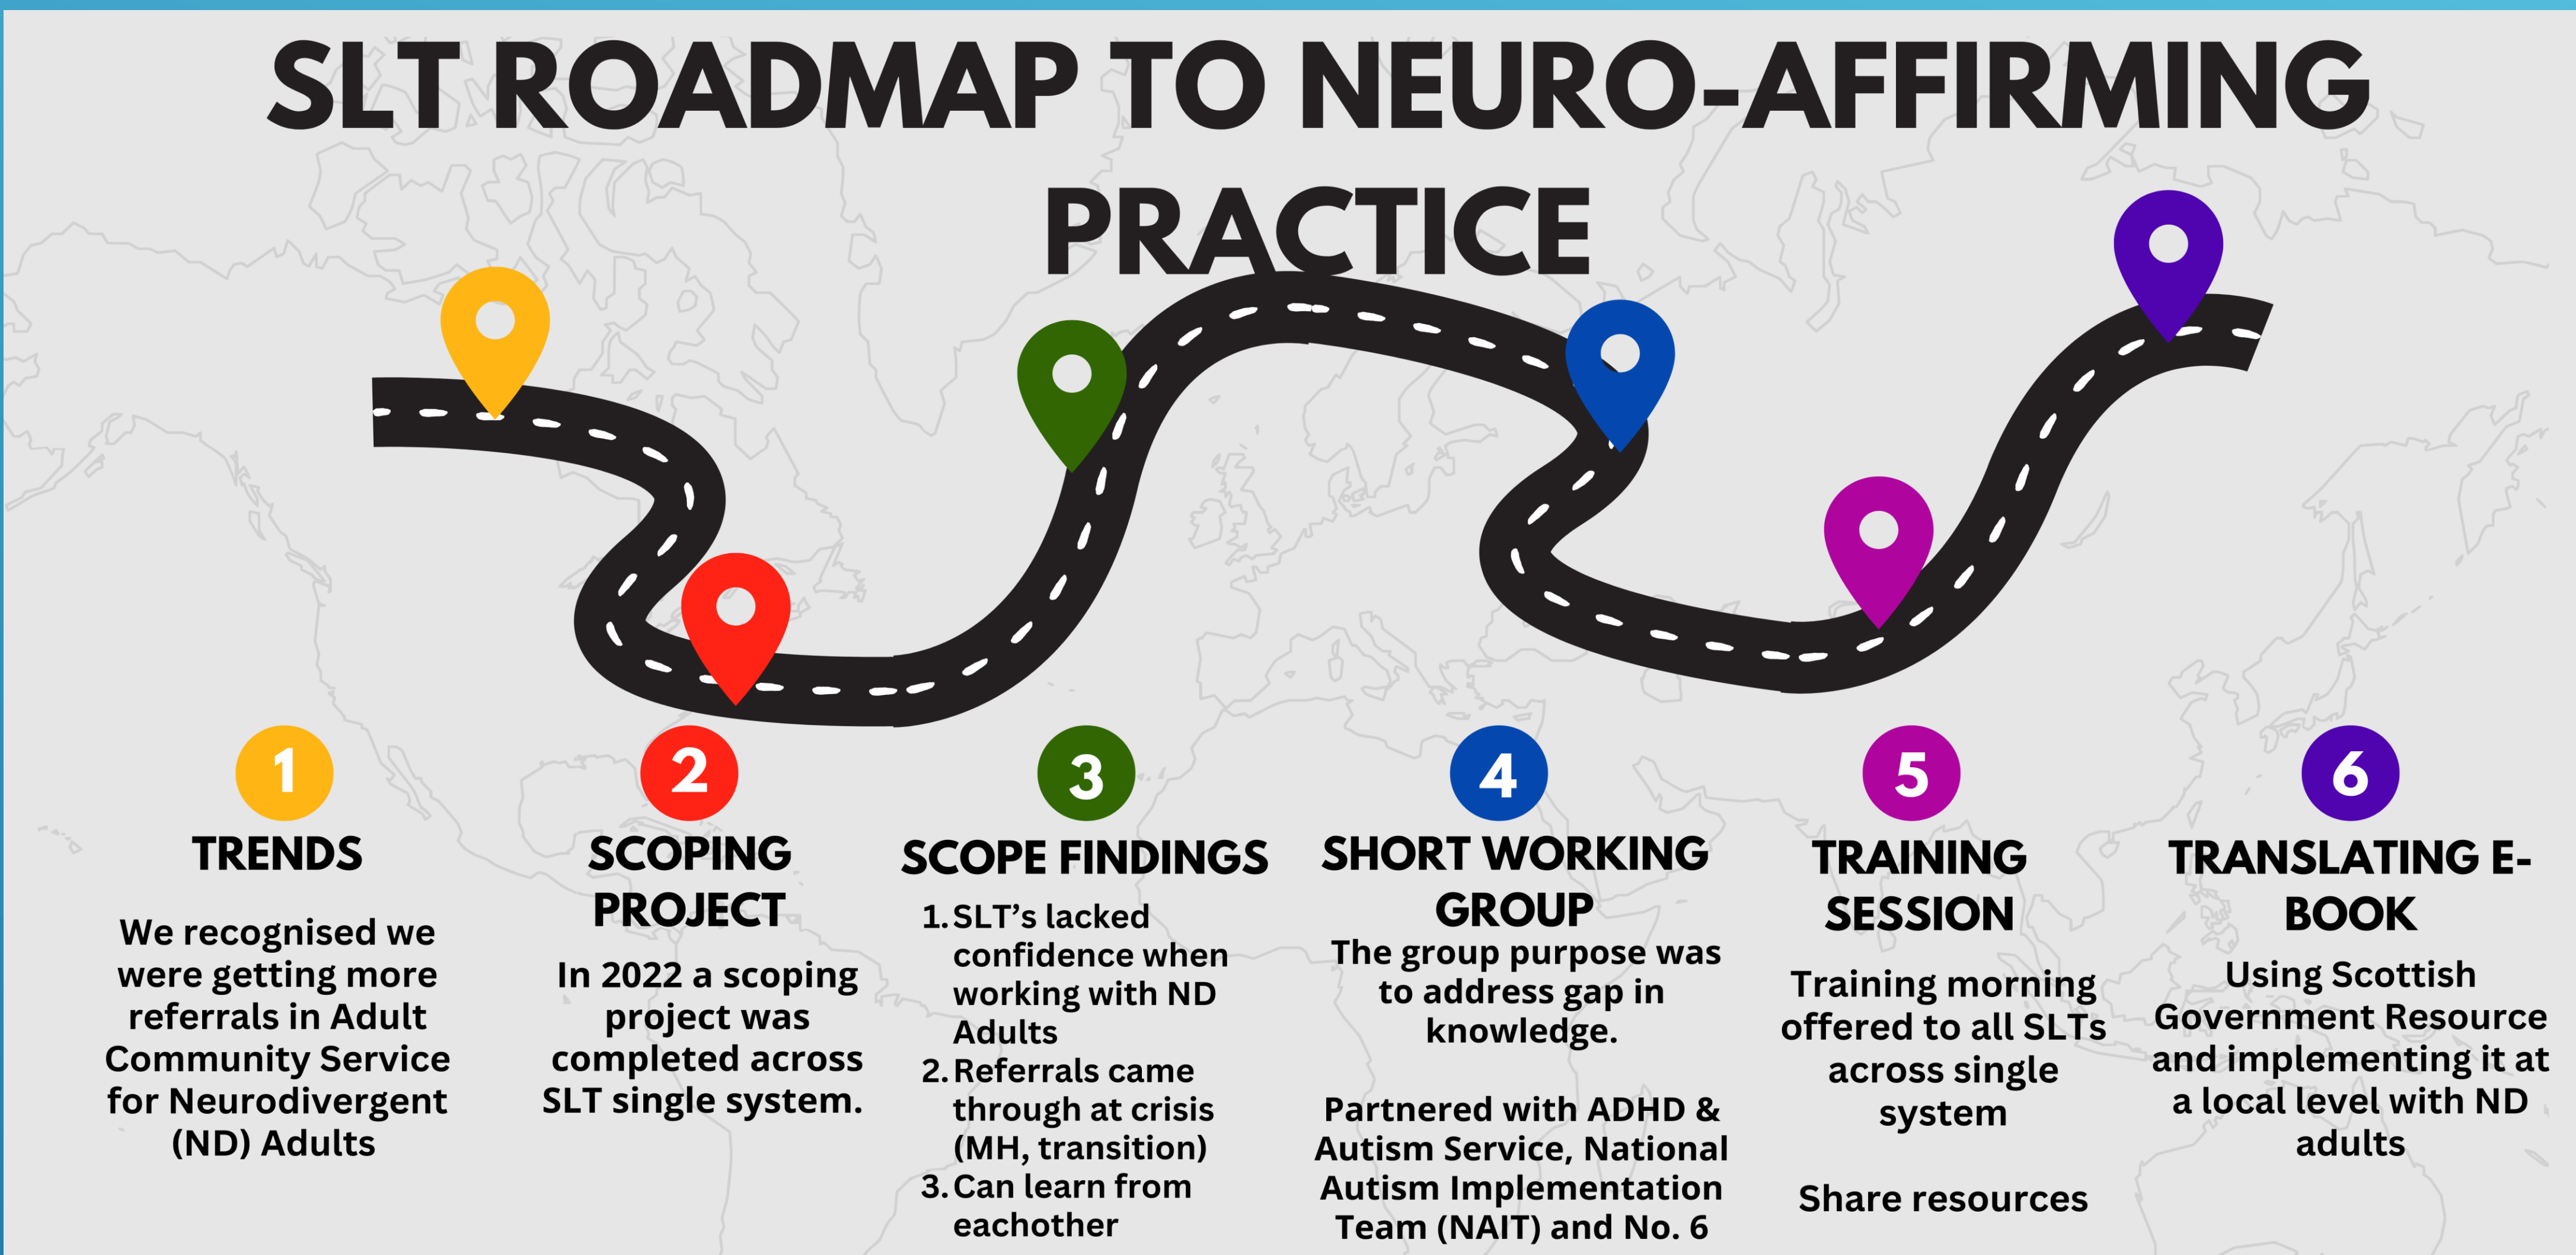 SLT ROADMAP TO NEURO-AFFIRMING
PRACTICE
1
TRENDS
We recognised we
were getting more
referrals in Adult
Community Service
for Neurodivergent
(ND) Adults
2
SCOPING
PROJECT
In 2022 a scoping
project was
completed across
SLT single system.
3
SCOPE FINDINGS
1. SLT’s lacked
confidence when
working with ND
Adults
2. Referrals came
through at crisis
(MH, transition)
3. Can learn from
eachother
4
SHORT WORKING
GROUP
The group purpose was
to address gap in
knowledge.
Partnered with ADHD &
Autism Service, National
Autism Implementation
Team (NAIT) and No. 6
5
TRAINING
SESSION
Training morning
offered to all SLTs
across single
system
Share resources
6
TRANSLATING E-
BOOK
Using Scottish
Government Resource
and implementing it at
a local level with ND
adults